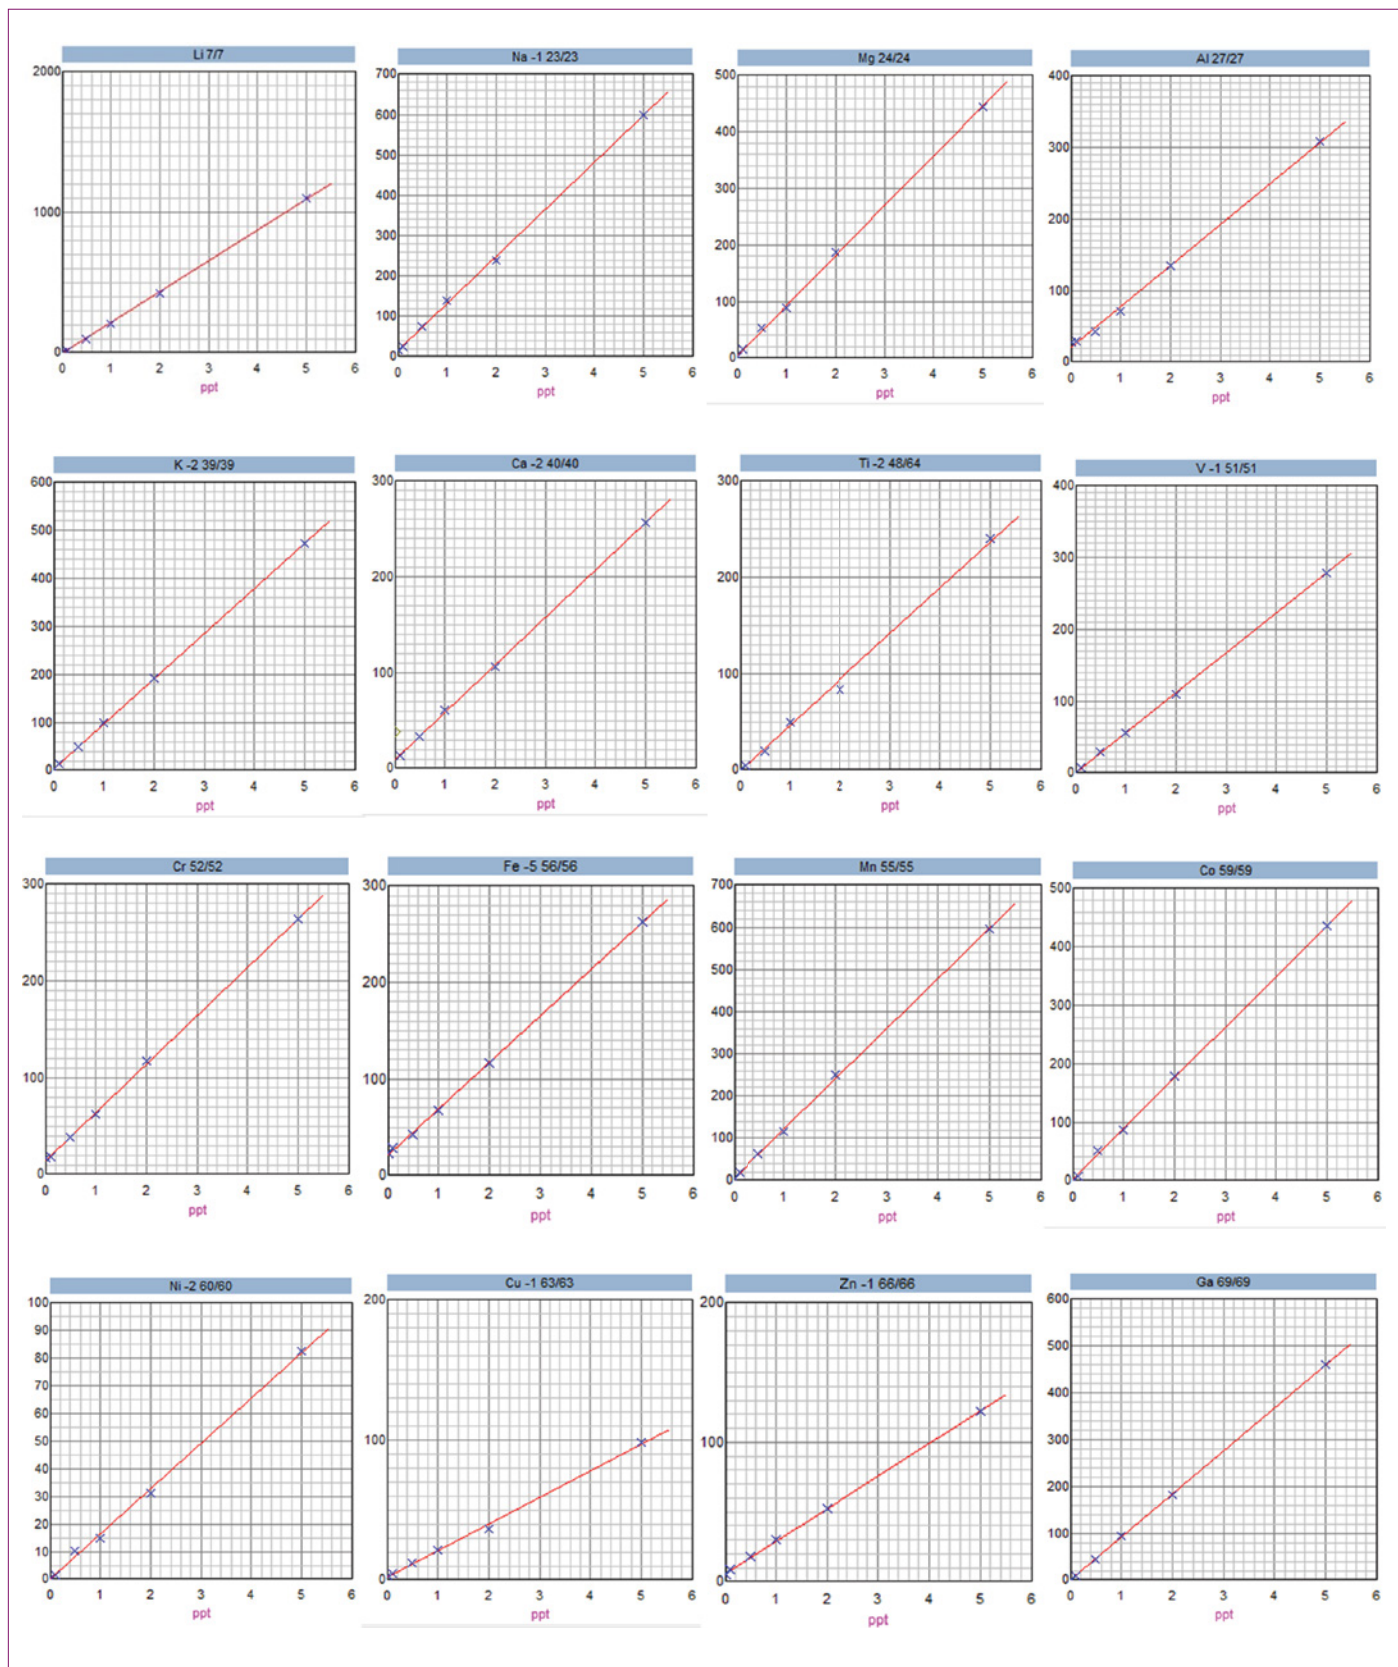 Li 7/7
2000
1000
0
0 1 2 3 4 5 6
ppt
Na -1 23/23
700
600
500
400
300
200
100
0
0 1 2 3 4 5 6
ppt
Mg 24/24
500
400
300
200
100
0
0 1 2 3 4 5 6
ppt
Al 27/27
400
300
200
100
0
0 1 2 3 4 5 6
ppt
K -2 39/39
600
500
400
300
200
100
0
0 1 2 3 4 5 6
ppt
Ca -2 40/40
300
200
100
0
0 1 2 3 4 5 6
ppt
Ti -2 48/64
300
200
100
0
0 1 2 3 4 5 6
ppt
V -1 51/51
400
300
200
100
0
0 1 2 3 4 5 6
ppt
Cr 52/52
300
200
100
0
0 1 2 3 4 5 6
ppt
Fe -5 56/56
300
200
100
0
0 1 2 3 4 5 6
ppt
Mn 55/55
700
600
500
400
300
200
100
0
0 1 2 3 4 5 6
ppt
Co 59/59
500
400
300
200
100
0
0 1 2 3 4 5 6
ppt
Ni -2 60/60
100
90
80
70
60
50
40
30
20
10
0
0 1 2 3 4 5 6
ppt
Cu -1 63/63
200
100
0
0 1 2 3 4 5 6
ppt
Zn -1 66/66
200
100
0
0 1 2 3 4 5 6
ppt
Ga 69/69
600
500
400
300
200
100
0
0 1 2 3 4 5 6
ppt